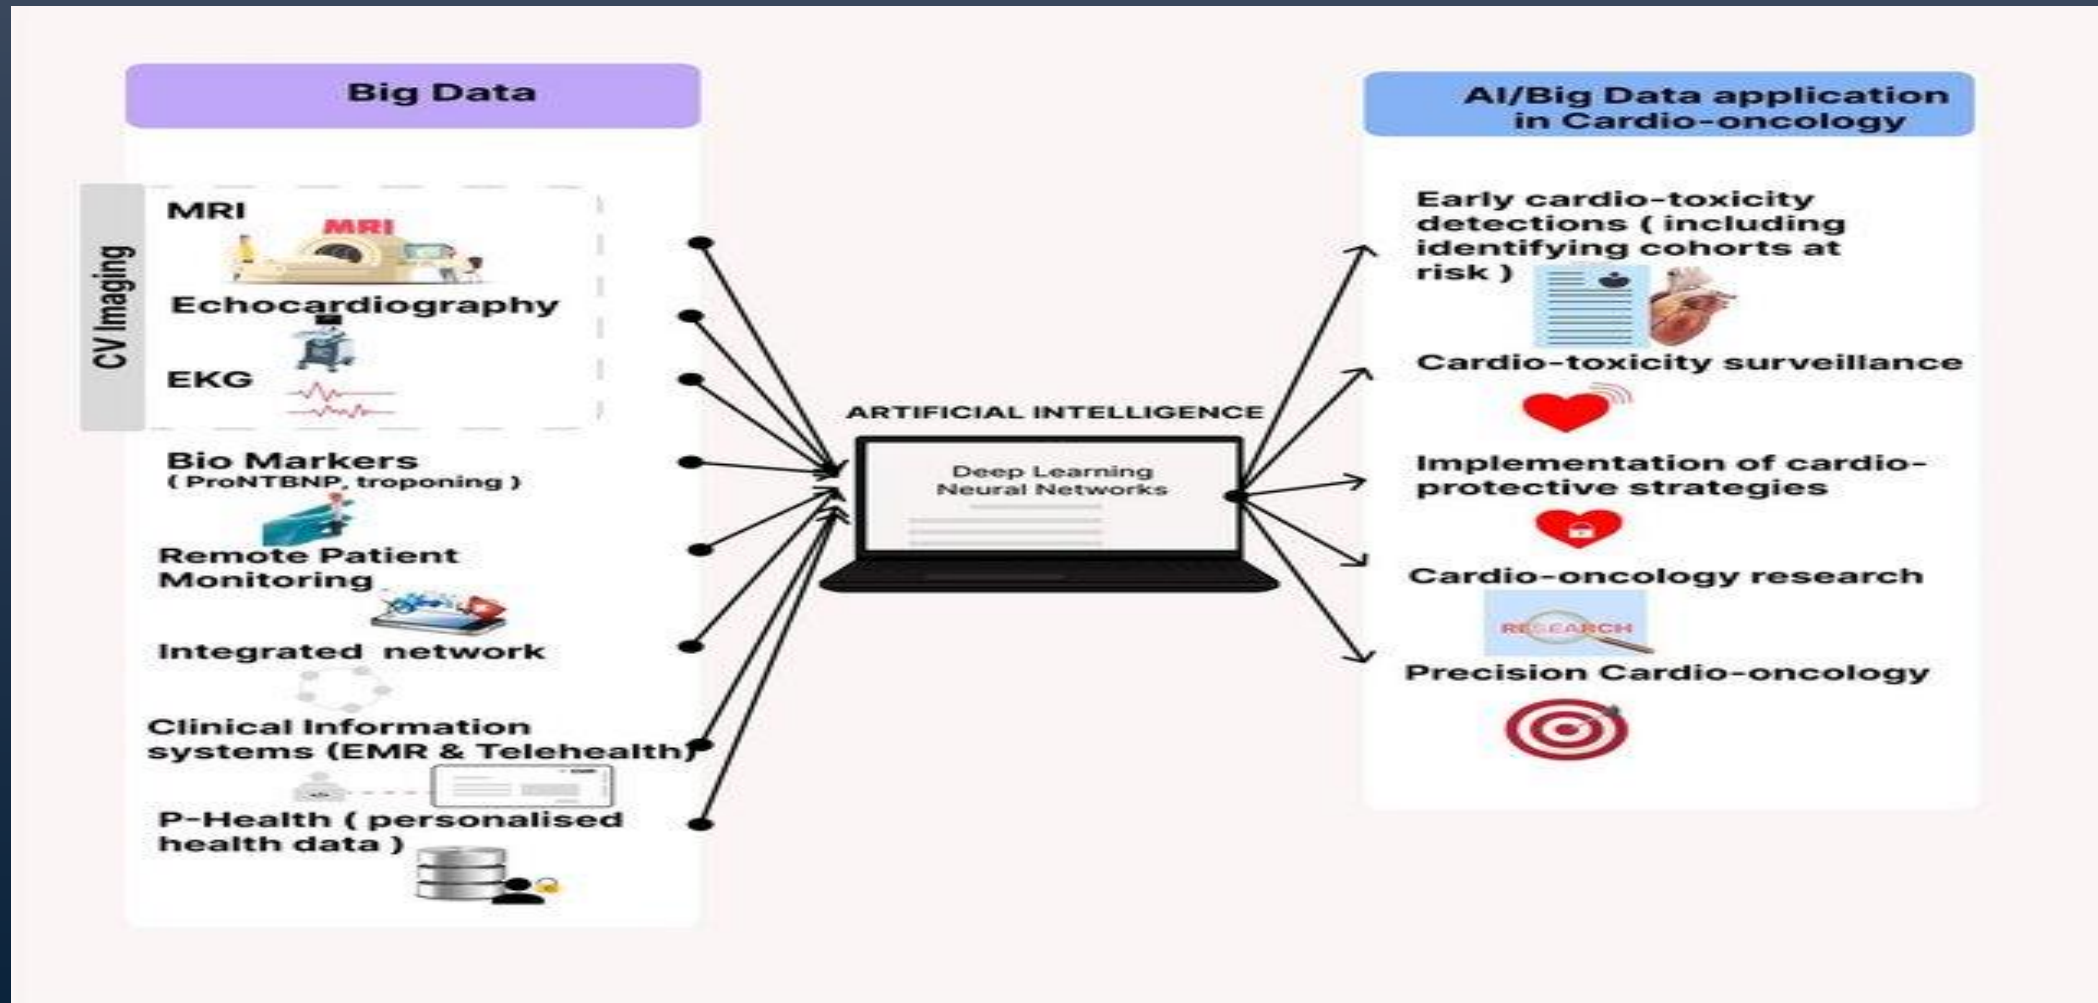 Big Data
CV Imaging
MRI
MRI
Echocardiography
EKG
Bio Markers
( ProNTBNP, troponing )
Remote Patient
Monitoring
Integrated network
Clinical Information
systems (EMR & Telehealth)
P-Health ( personalised
health data )
ARTIFICIAL INTELLIGENCE
Deep Learning
Neural Networks
AI/Big Data application
in Cardio-oncology
Early cardio-toxicity
detections ( including
identifying cohorts at
risk )
Cardio-toxicity surveillance
Implementation of cardio-
protective strategies
Cardio-oncology research
RESEARCH
Precision Cardio-oncology